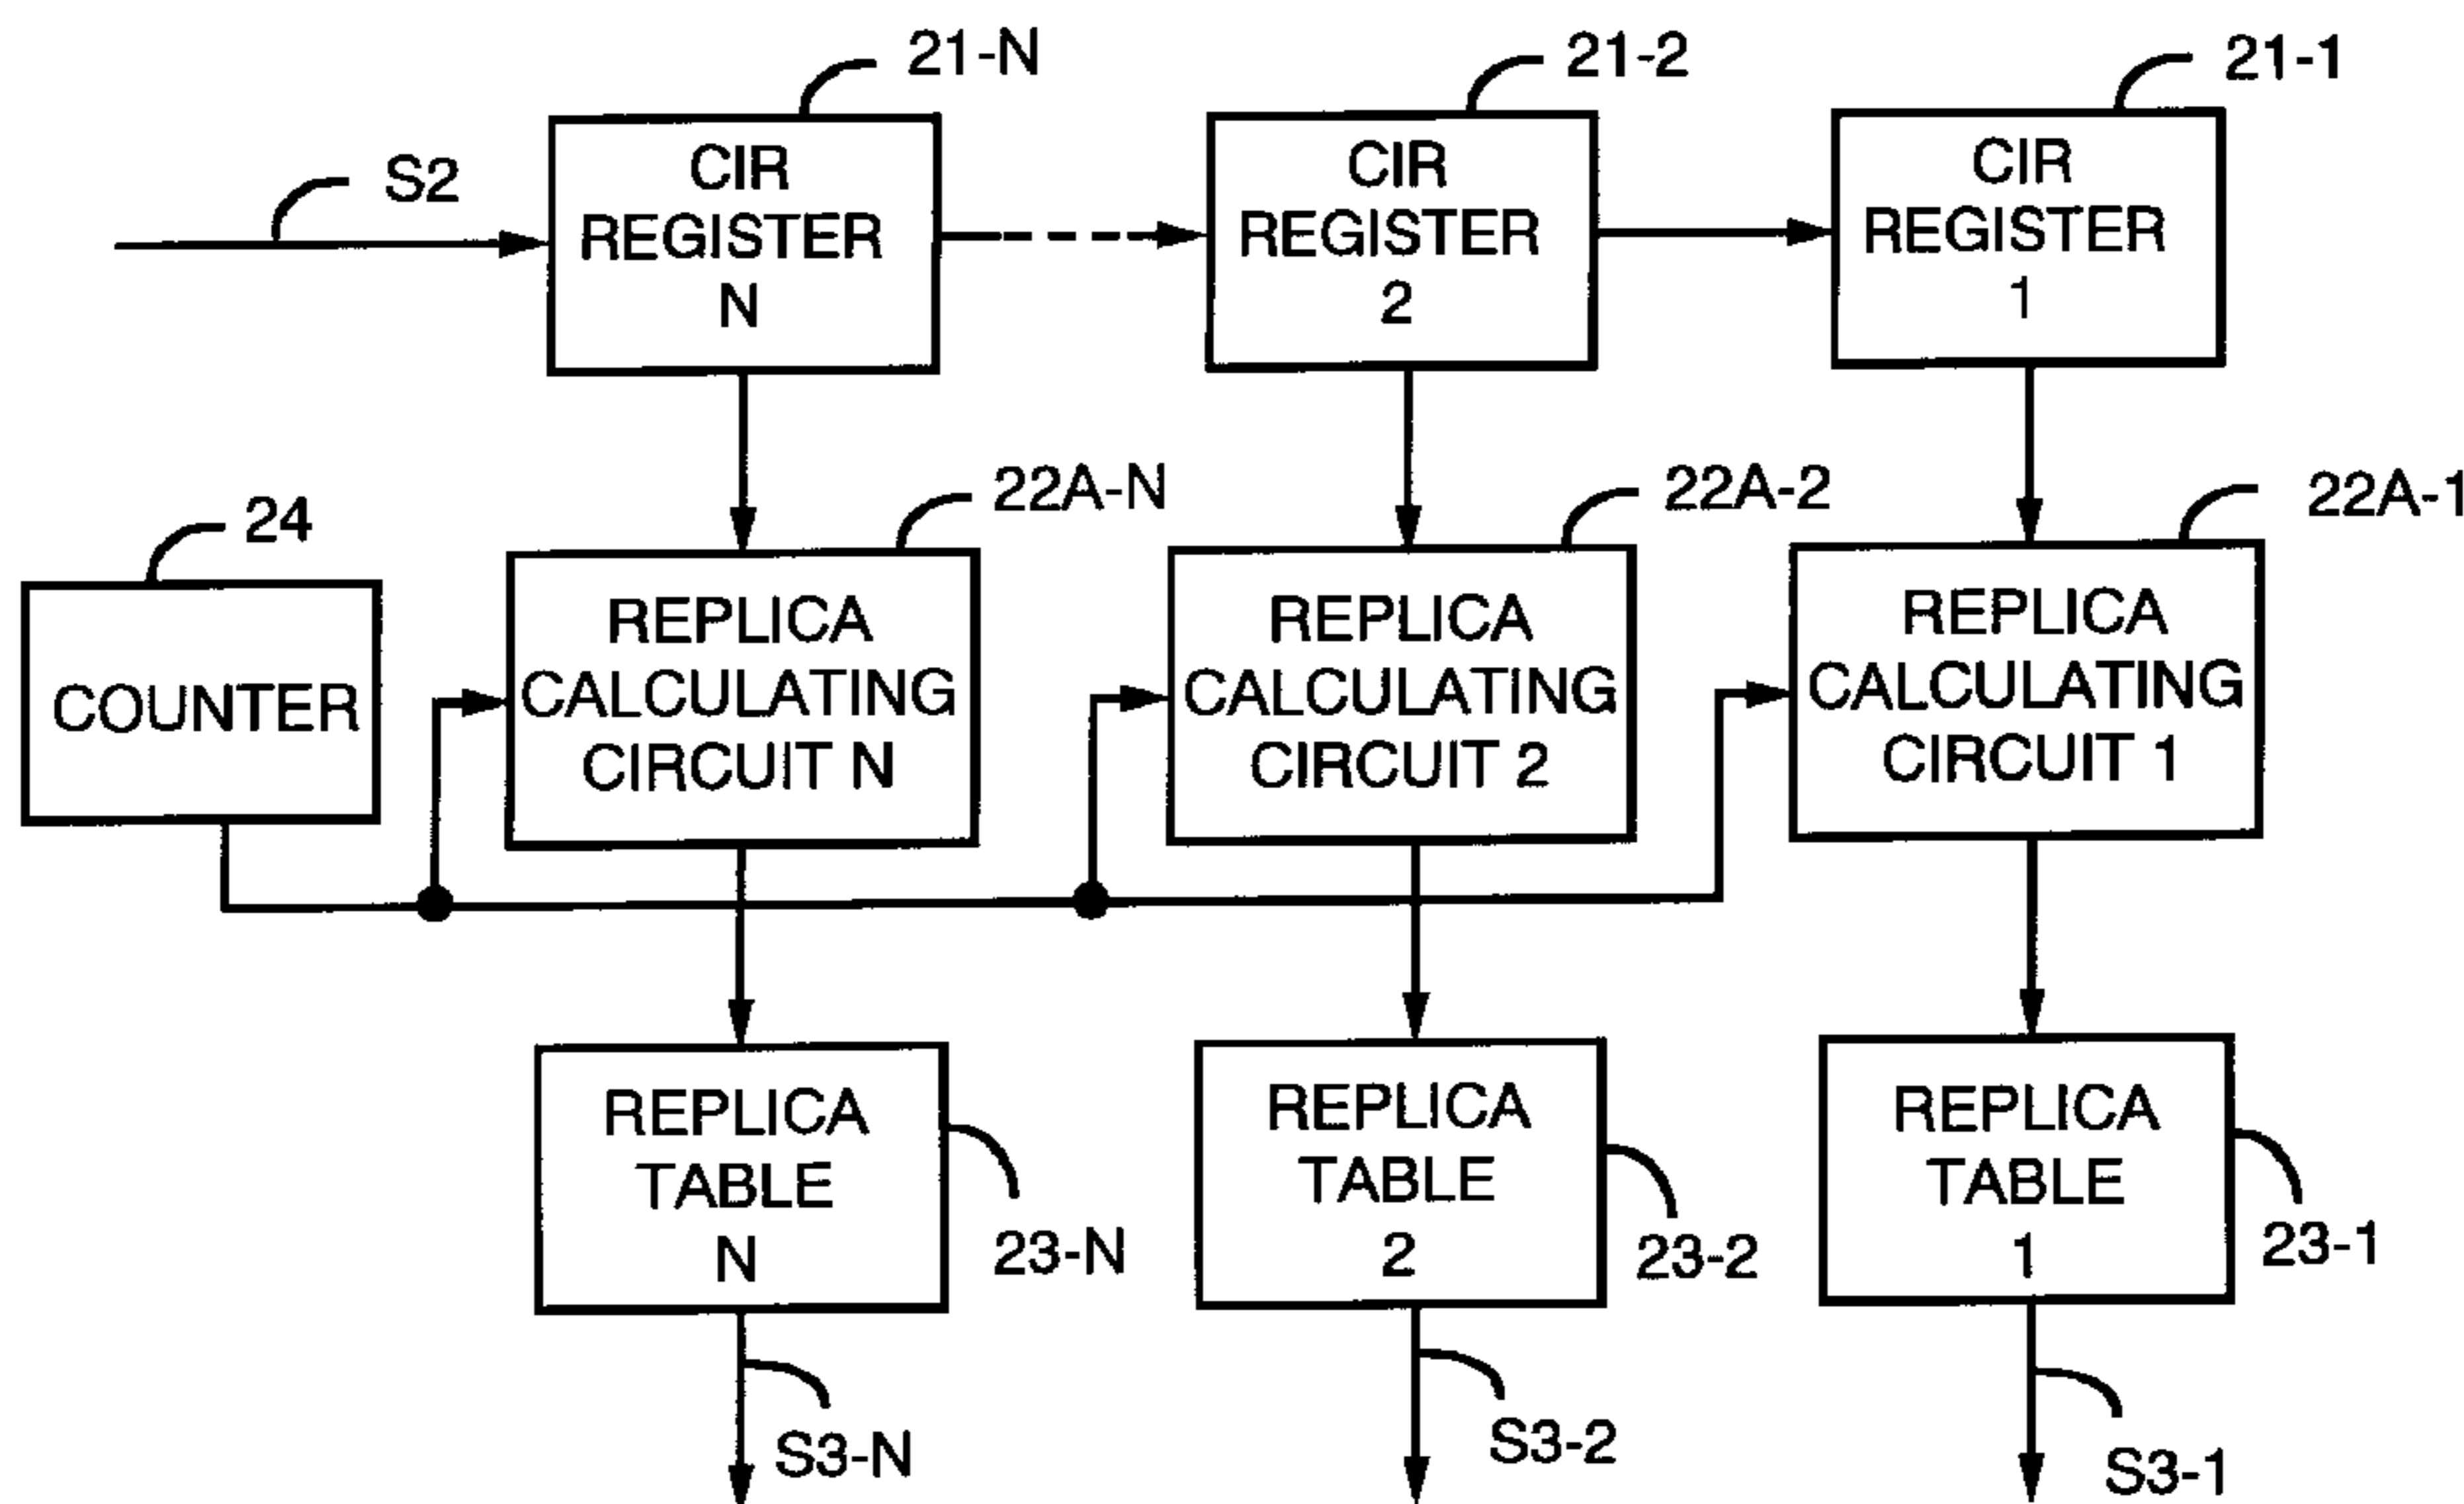 21-N
21-2
21-1
S2
CIR
REGISTER
N
CIR
REGISTER
2
CIR
REGISTER
1
24
22A-N
22A-2
22A-1
COUNTER
REPLICA
CALCULATING
CIRCUIT N
REPLICA
CALCULATING
CIRCUIT 2
REPLICA
CALCULATING
CIRCUIT 1
REPLICA
TABLE
N
23-N
REPLICA
TABLE
2
23-2
REPLICA
TABLE
1
23-1
S3-N
S3-2
S3-1